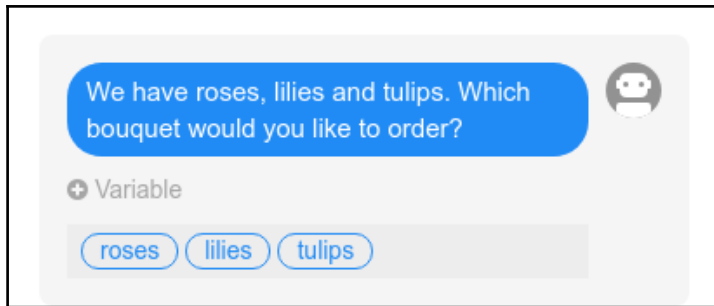 We have roses, lilies and tulips. Which
bouquet would you like to order?
Variable
roses lilies tulips